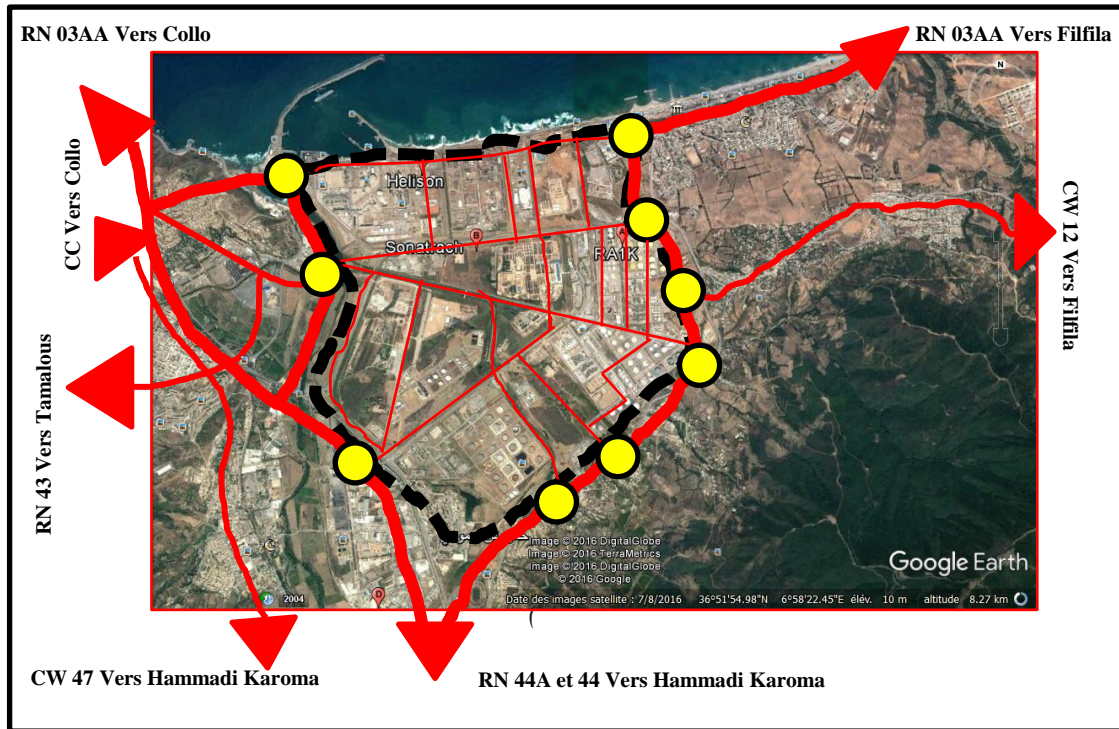 RN 03AA Vers Collo
RN 03AA Vers Filfila
N
CC Vers Collo
Helison
CW 12 Vers Filfila
Sonatrach
B
A
RA1K
RN 43 Vers Tamalous
Image © 2016 DigitalGlobe
Image © 2016 TerraMetrics
Image © 2016 DigitalGlobe
© 2016 Google
Google Earth
2004
D
Date des images satellite : 7/8/2016 36°51'54.98"N 6°58'22.45"E élév. 10 m altitude 8.27 km
(
CW 47 Vers Hammadi Karoma
RN 44A et 44 Vers Hammadi Karoma